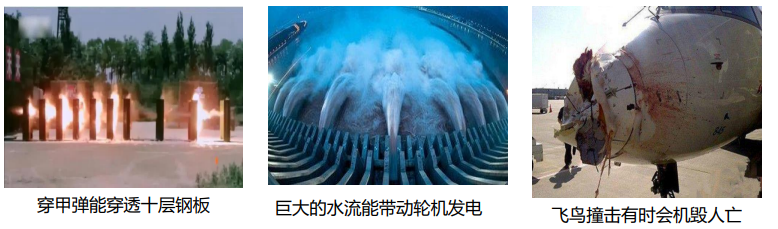 穿甲弹能穿透十层钢板
巨大的水流能带动轮机发电
飞鸟撞击有时会机毁人亡